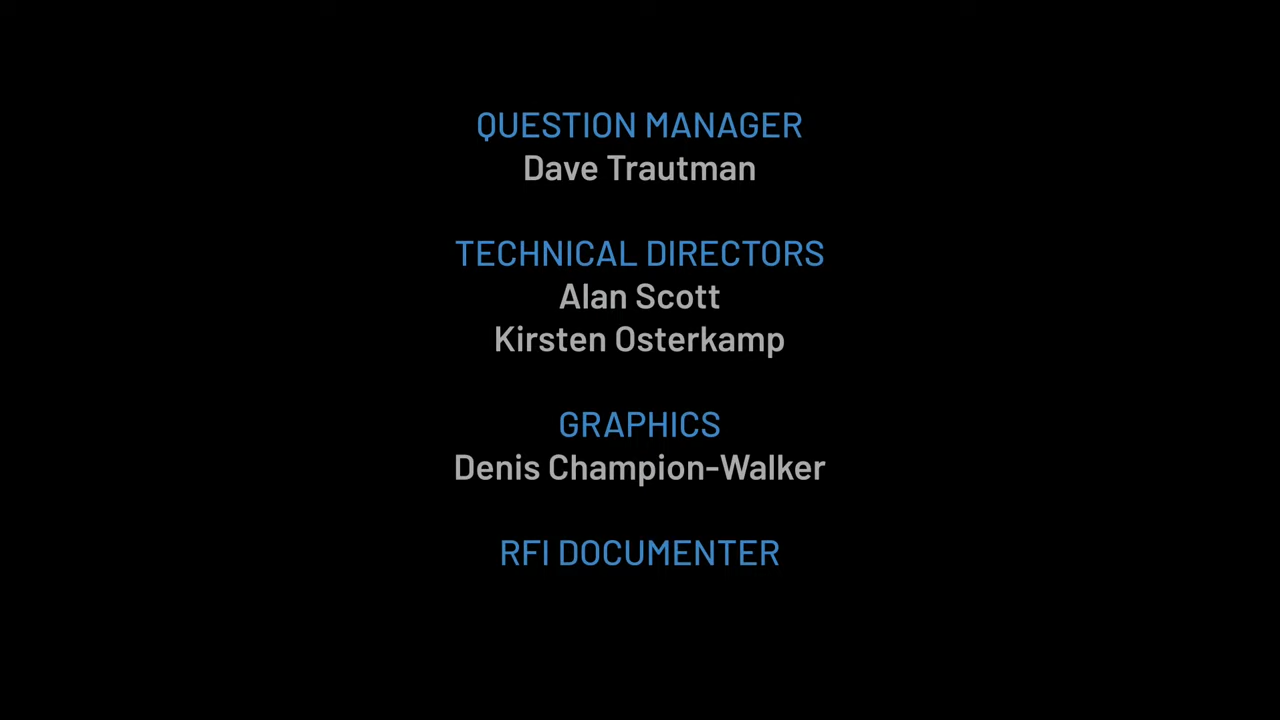 QUESTION MANAGER
Dave Trautman
TECHNICAL DIRECTORS
Alan Scott
Kirsten Osterkamp
GRAPHICS
Denis Champion-Walker
RFI DOCUMENTER